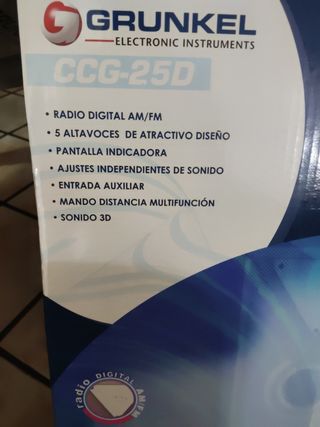 GRUNKEL
ELECTRONIC INSTRUMENTS
CCG-25D
• RADIO DIGITAL AM/FM
• 5 ALTAVOCES DE ATRACTIVO DISEÑO
• PANTALLA INDICADORA
• AJUSTES INDEPENDIENTES DE SONIDO
• ENTRADA AUXILIAR
• MANDO DISTANCIA MULTIFUNCIÓN
• SONIDO 3D
radio DIGITAL AM/FM